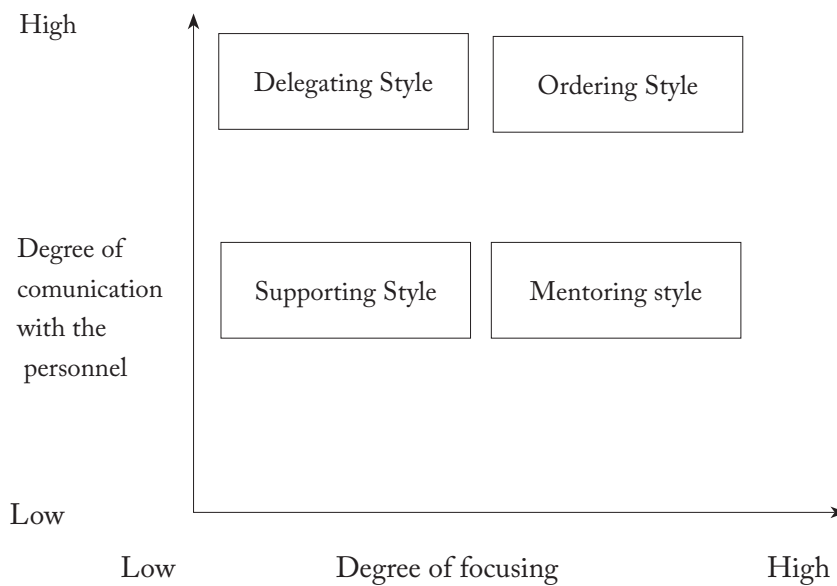 High
Delegating Style
Ordering Style
Degree of
comunication
with the
personnel
Supporting Style
Mentoring style
Low
Low
Degree of focusing
High